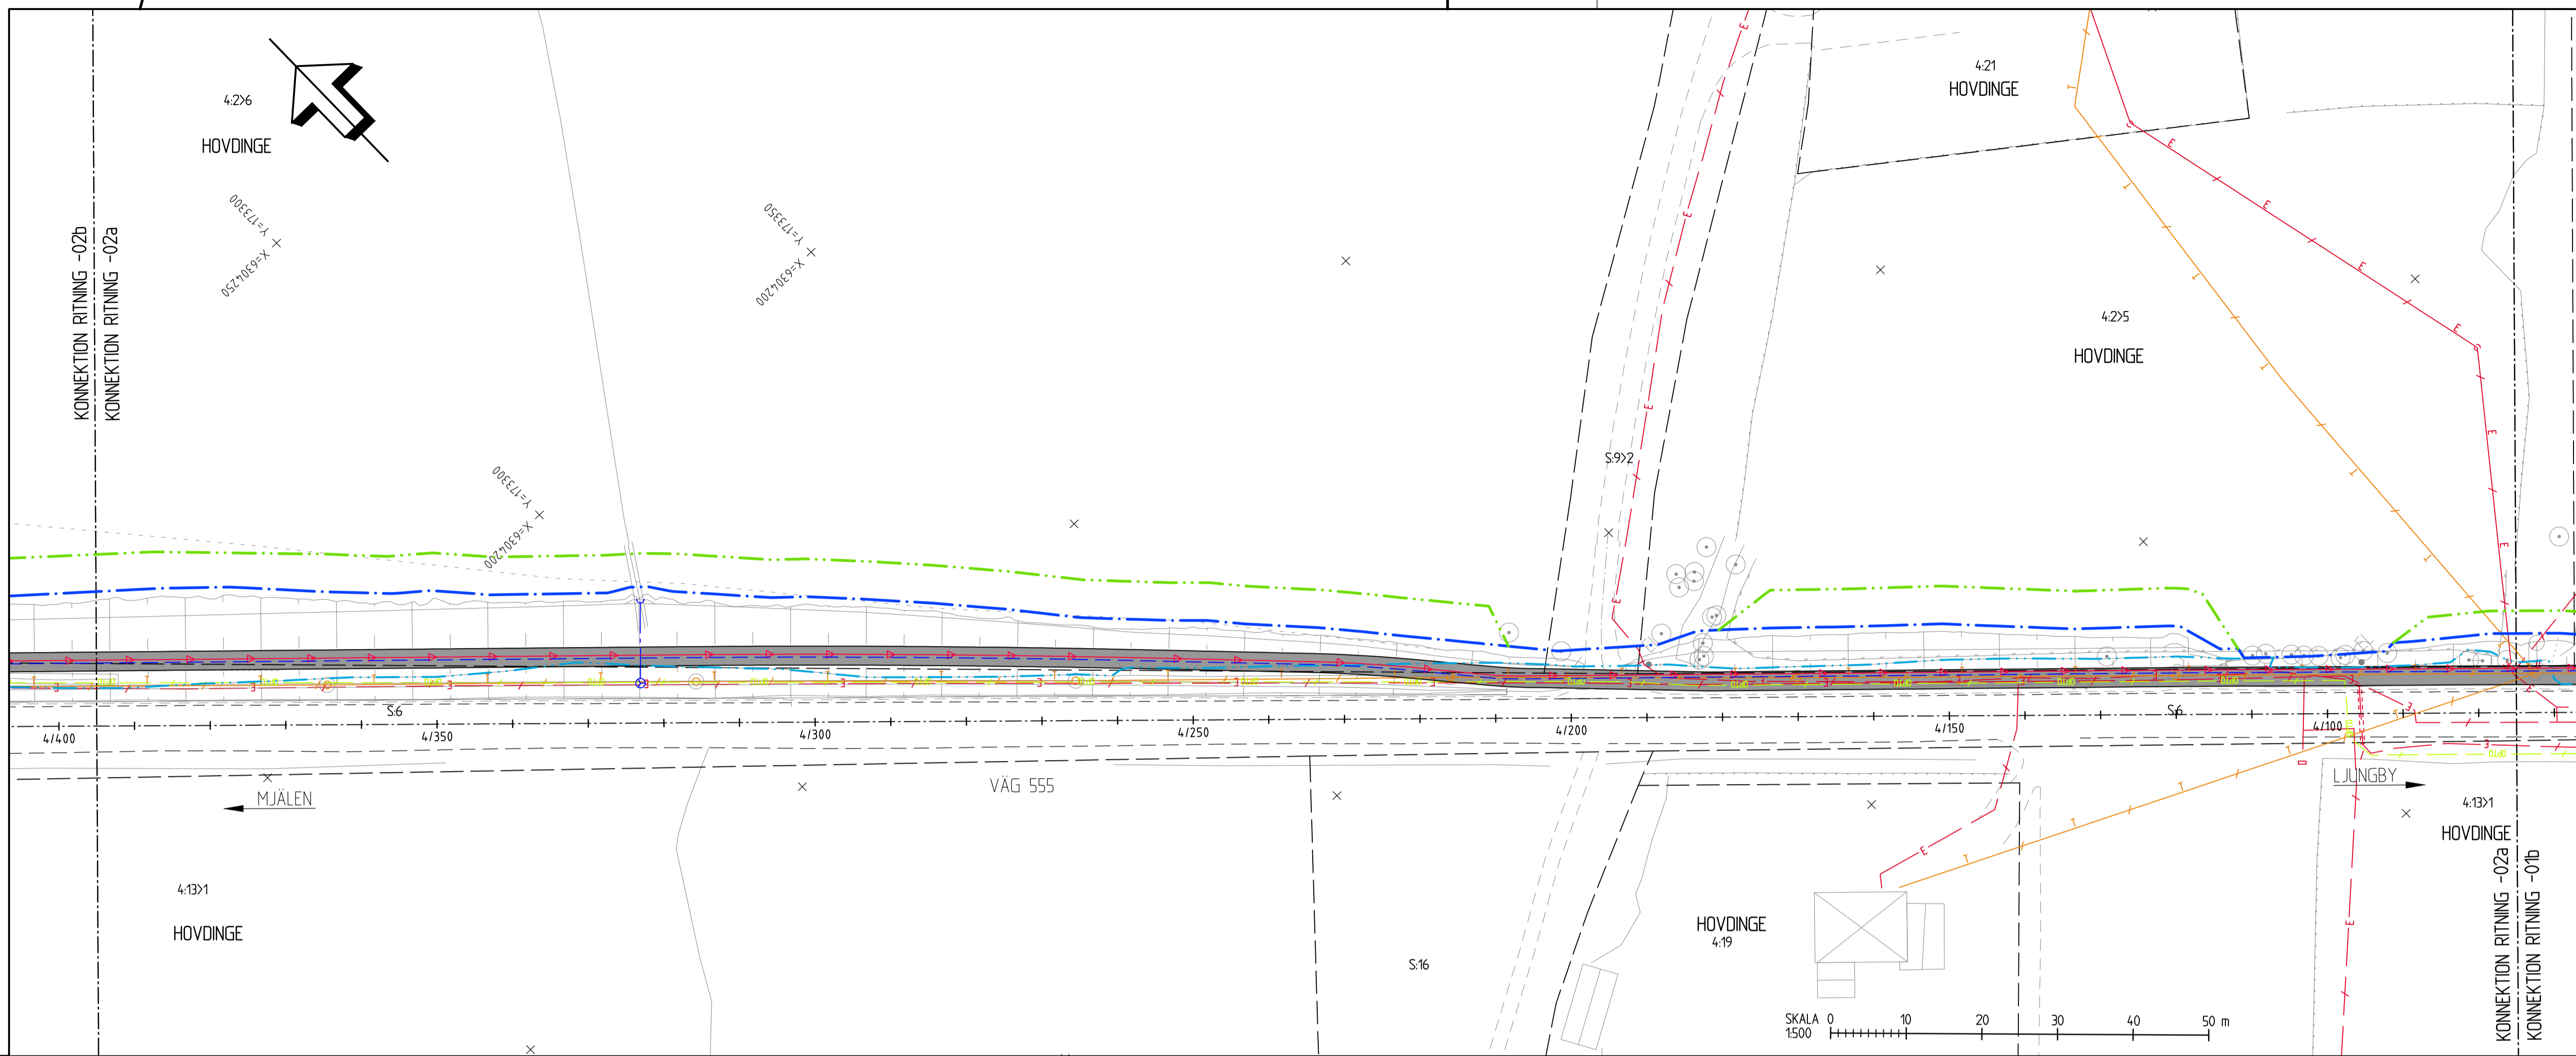 4:2>6
HOVDINGE
KONNEKTION RITNING -02b
KONNEKTION RITNING -02a
Y=173300
X=6304250
Y=173350
X=6304200
Y=173300
X=6304200
4:21
HOVDINGE
4:2>5
HOVDINGE
S:9>2
S:6
S:6
4/400
4/350
4/300
4/250
4/200
4/150
4/100
MJÄLEN
VÄG 555
LJUNGBY
4:13>1
HOVDINGE
4:13>1
HOVDINGE
HOVDINGE
4:19
S:16
SKALA
1:500
0 10 20 30 40 50 m
KONNEKTION RITNING -02a
KONNEKTION RITNING -01b